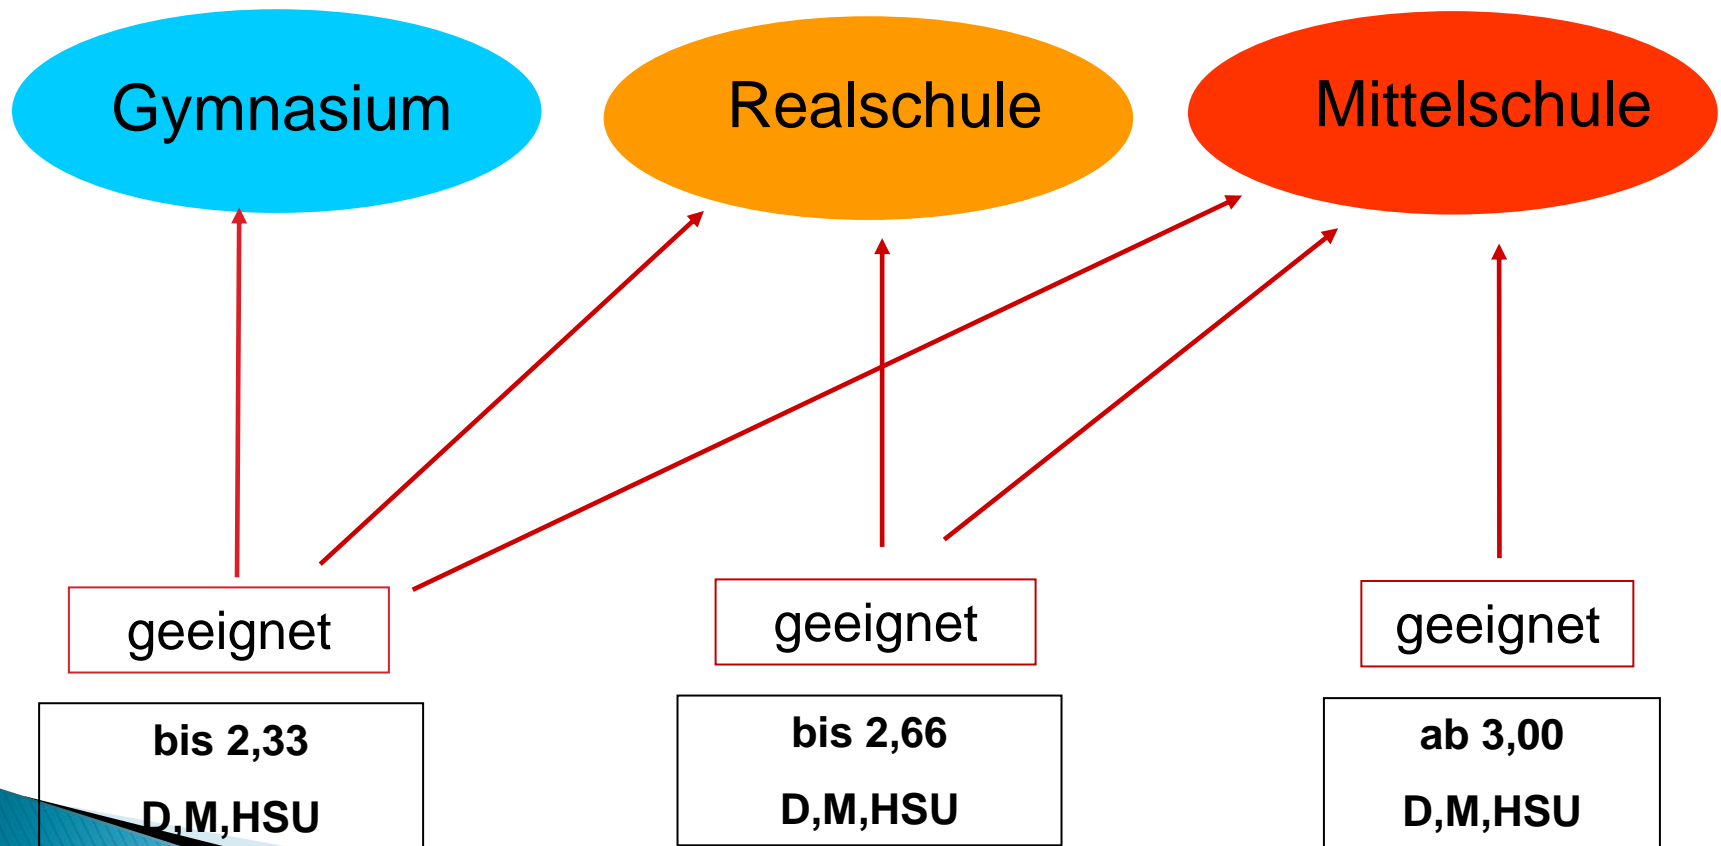 Gymnasium
Realschule
Mittelschule
geeignet
geeignet
geeignet
bis 2,33
D,M,HSU
bis 2,66
D,M,HSU
ab 3,00
D,M,HSU